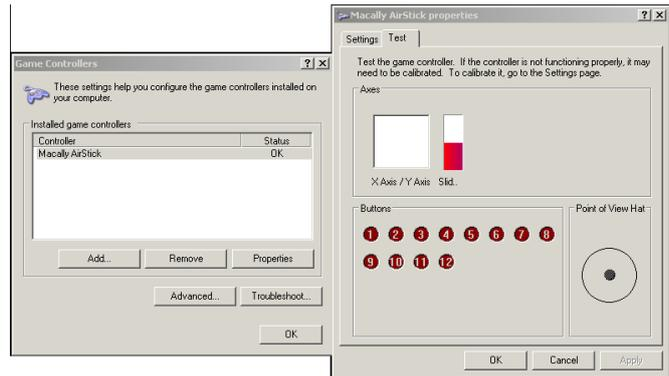 Game Controllers
These settings help you configure the game controllers installed on
your computer.
Installed game controllers
Controller Status
Macally AirStick OK
Add... Remove Properties
Advanced... Troubleshoot...
OK
Macally AirStick properties
Settings Test
Test the game controller. If the controller is not functioning properly, it may
need to be calibrated. To calibrate it, go to the Settings page.
Axes
X Axis / Y Axis Slid..
Buttons
1 2 3 4 5 6 7 8
9 10 11 12
Point of View Hat
OK Cancel Apply